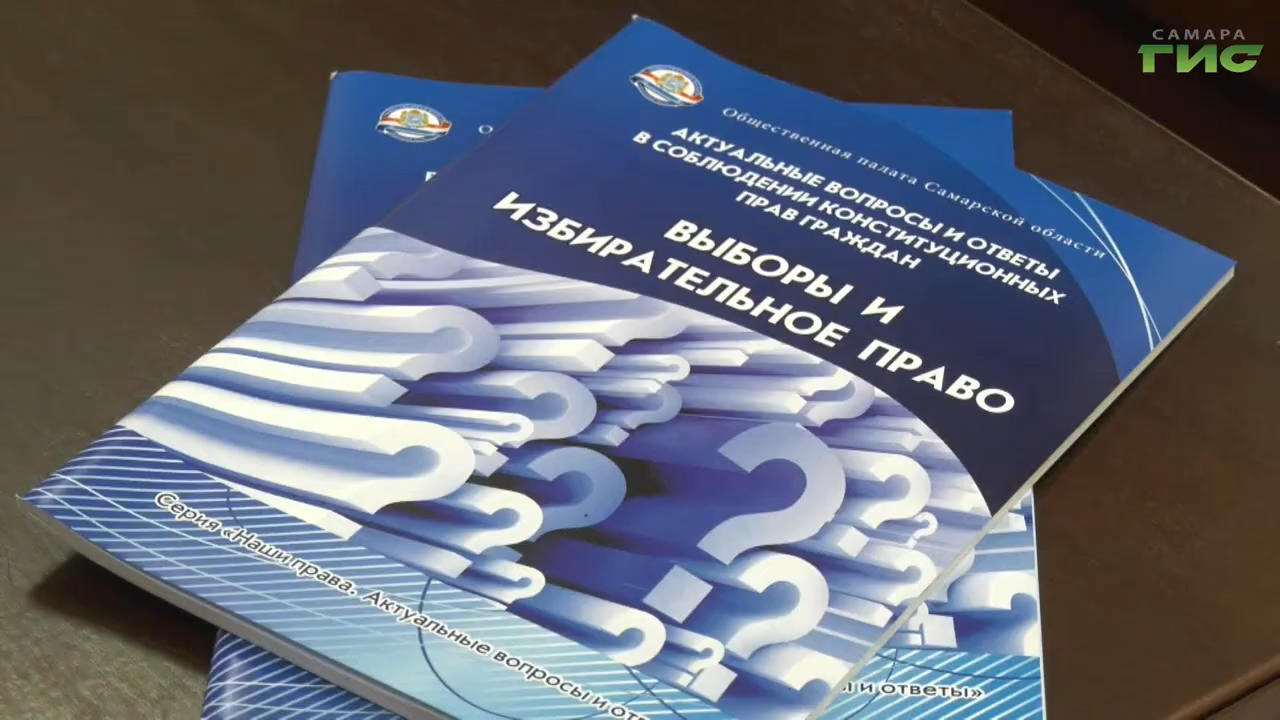 САМАРА
ГИС
Общественная палата Самарской области
АКТУАЛЬНЫЕ ВОПРОСЫ И ОТВЕТЫ
В СОБЛЮДЕНИИ КОНСТИТУЦИОННЫХ
ПРАВ ГРАЖДАН
ВЫБОРЫ И
ИЗБИРАТЕЛЬНОЕ ПРАВО
Серия «Наши права. Актуальные вопросы и отв
ы и ответы»